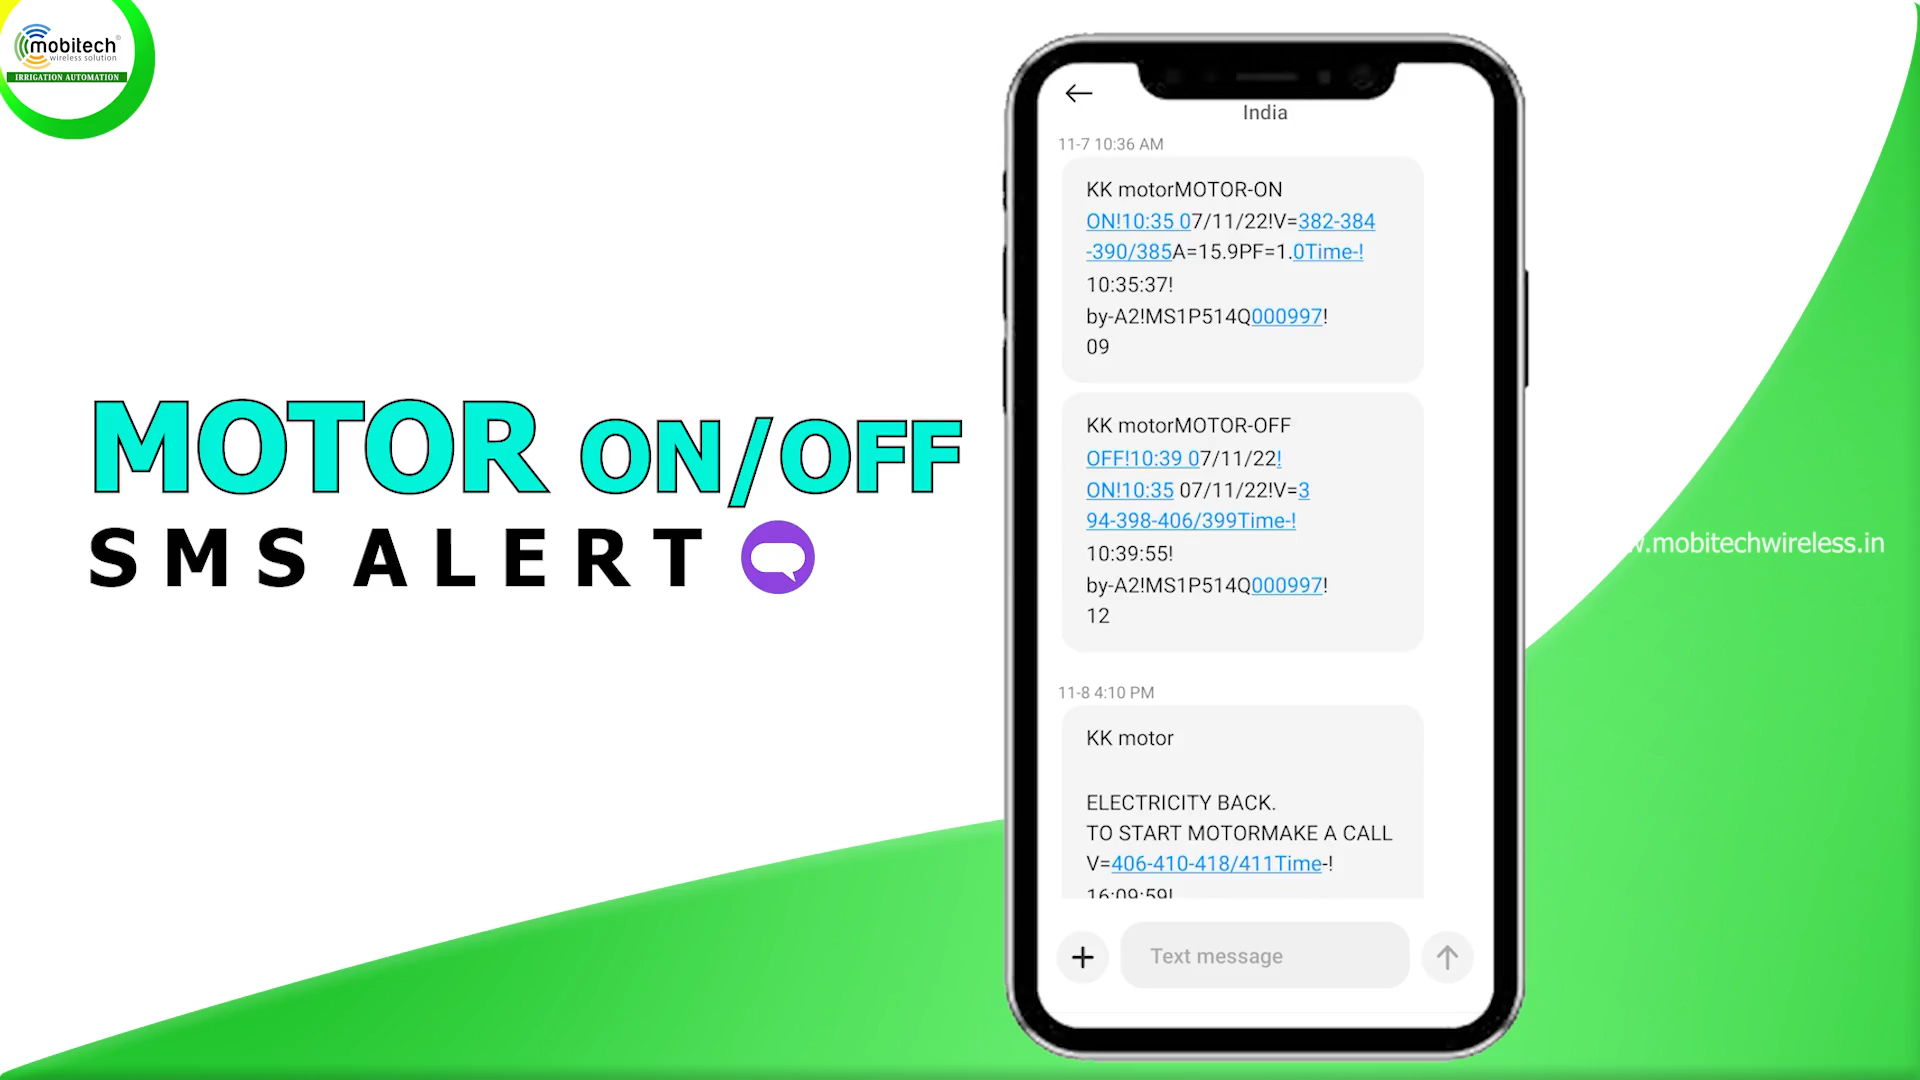 mobitech®
wireless solution
IRRIGATION AUTOMATION
MOTOR ON/OFF
SMS ALERT
India
11-7 10:36 AM
KK motorMOTOR-ON
ON!10:35 07/11/22!V=382-384
-390/385A=15.9PF=1.0Time-!
10:35:37!
by-A2!MS1P514Q000997!
09
KK motorMOTOR-OFF
OFF!10:39 07/11/22!
ON!10:35 07/11/22!V=3
94-398-406/399Time-!
10:39:55!
by-A2!MS1P514Q000997!
12
11-8 4:10 PM
KK motor
ELECTRICITY BACK.
TO START MOTORMAKE A CALL
V=406-410-418/411Time-!
16:09:59!
Text message
w.mobitechwireless.in